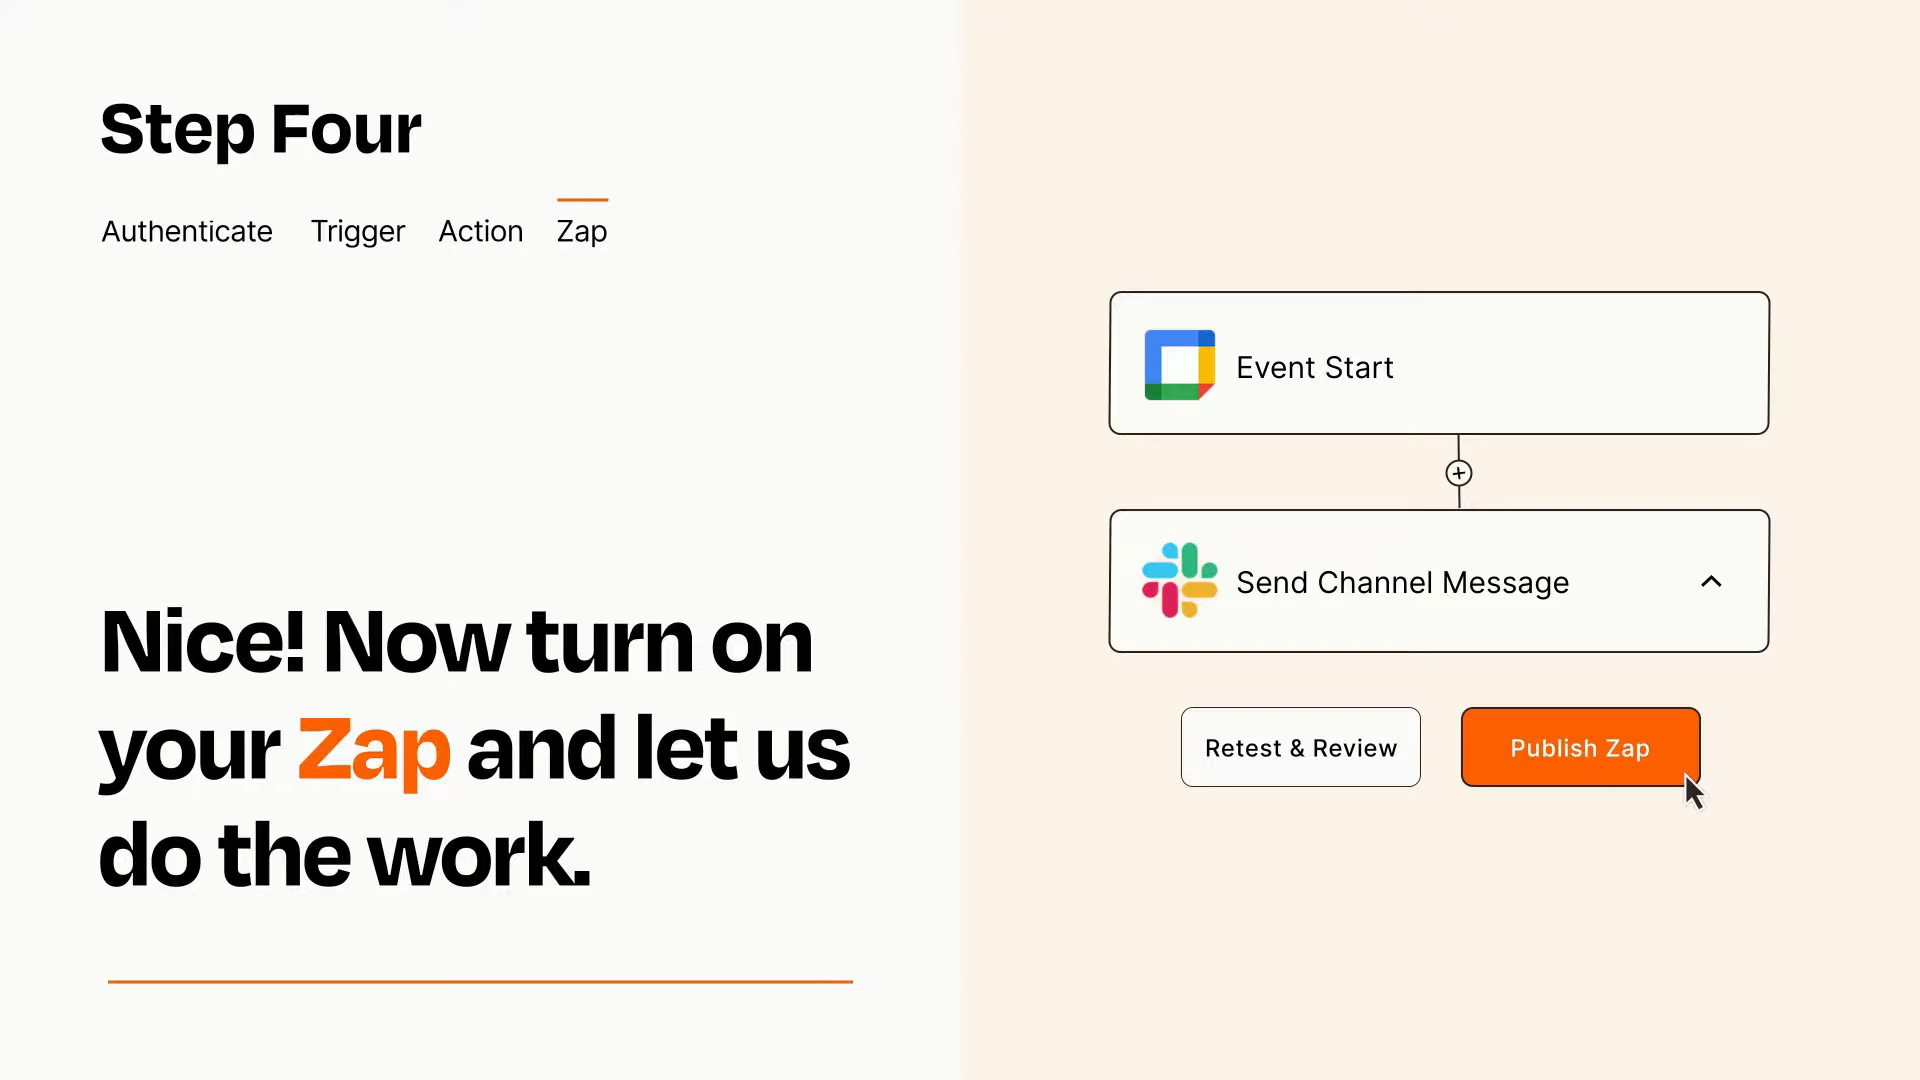 Step Four
Authenticate Trigger Action Zap
Nice! Now turn on
your Zap and let us
do the work.
Event Start
Send Channel Message
Retest & Review
Publish Zap